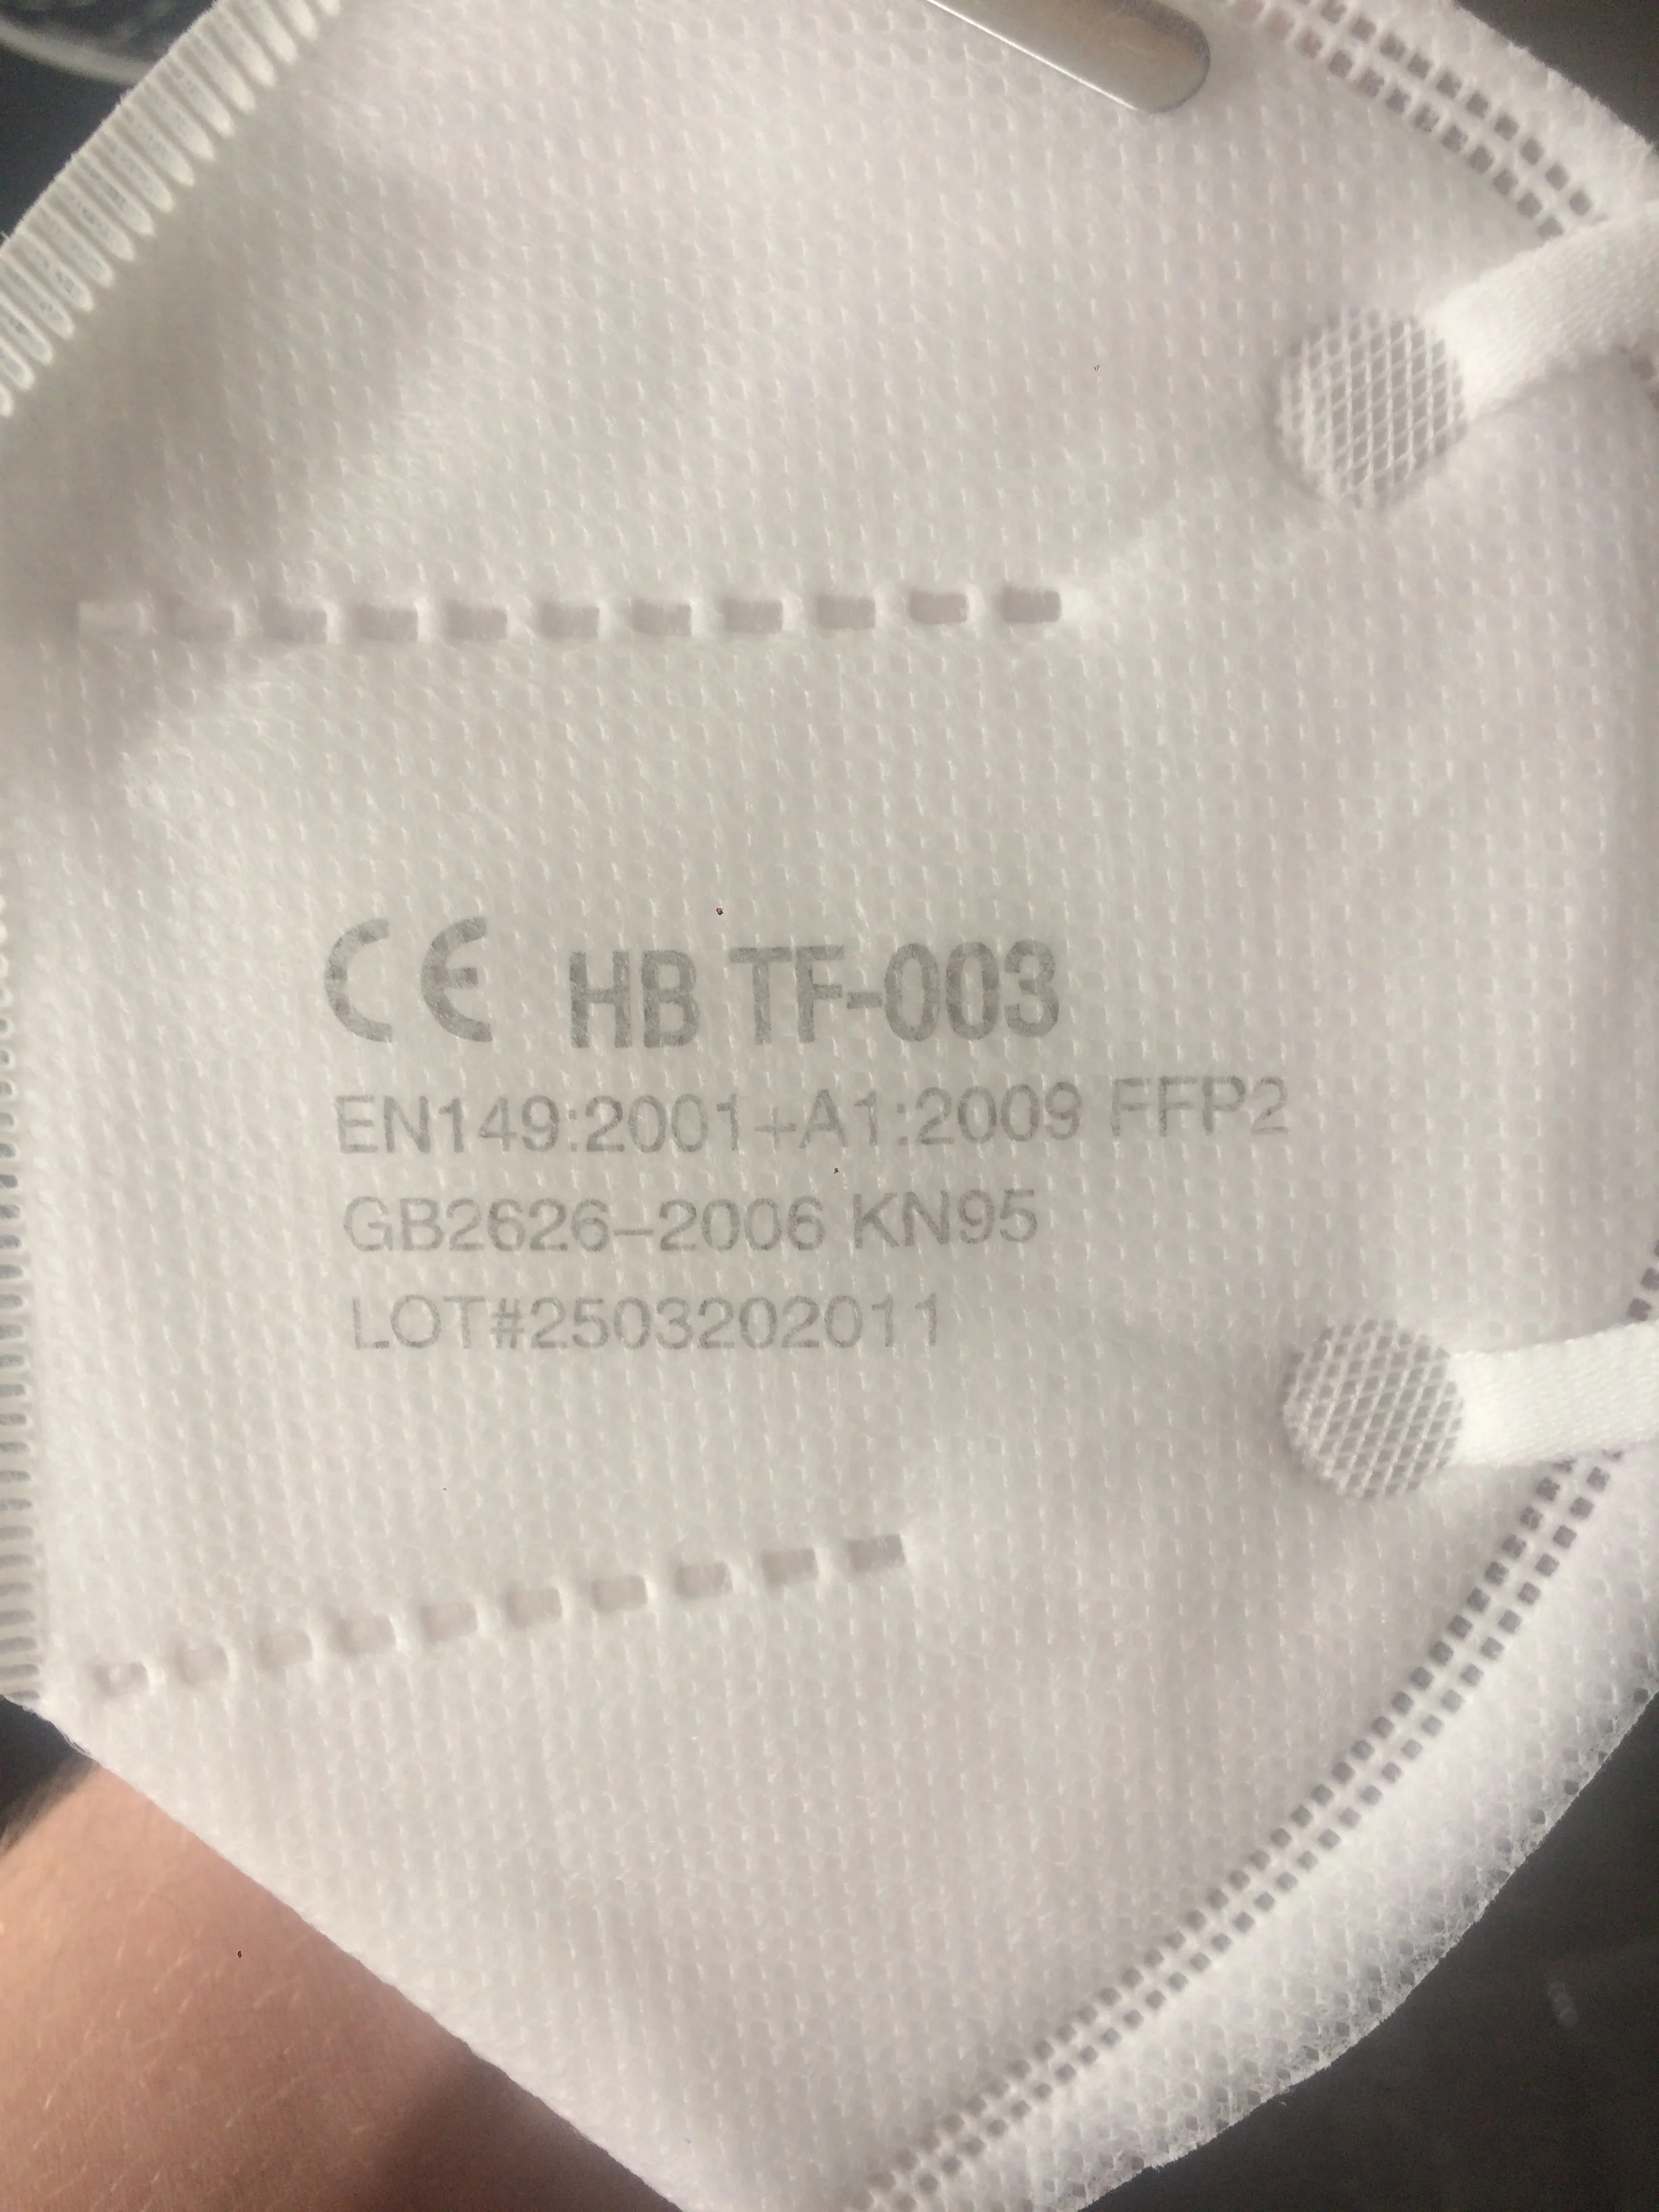 CE HB TF-003
EN149:2001+A1:2009 FFP2
GB2626-2006 KN95
LOT#2503202011